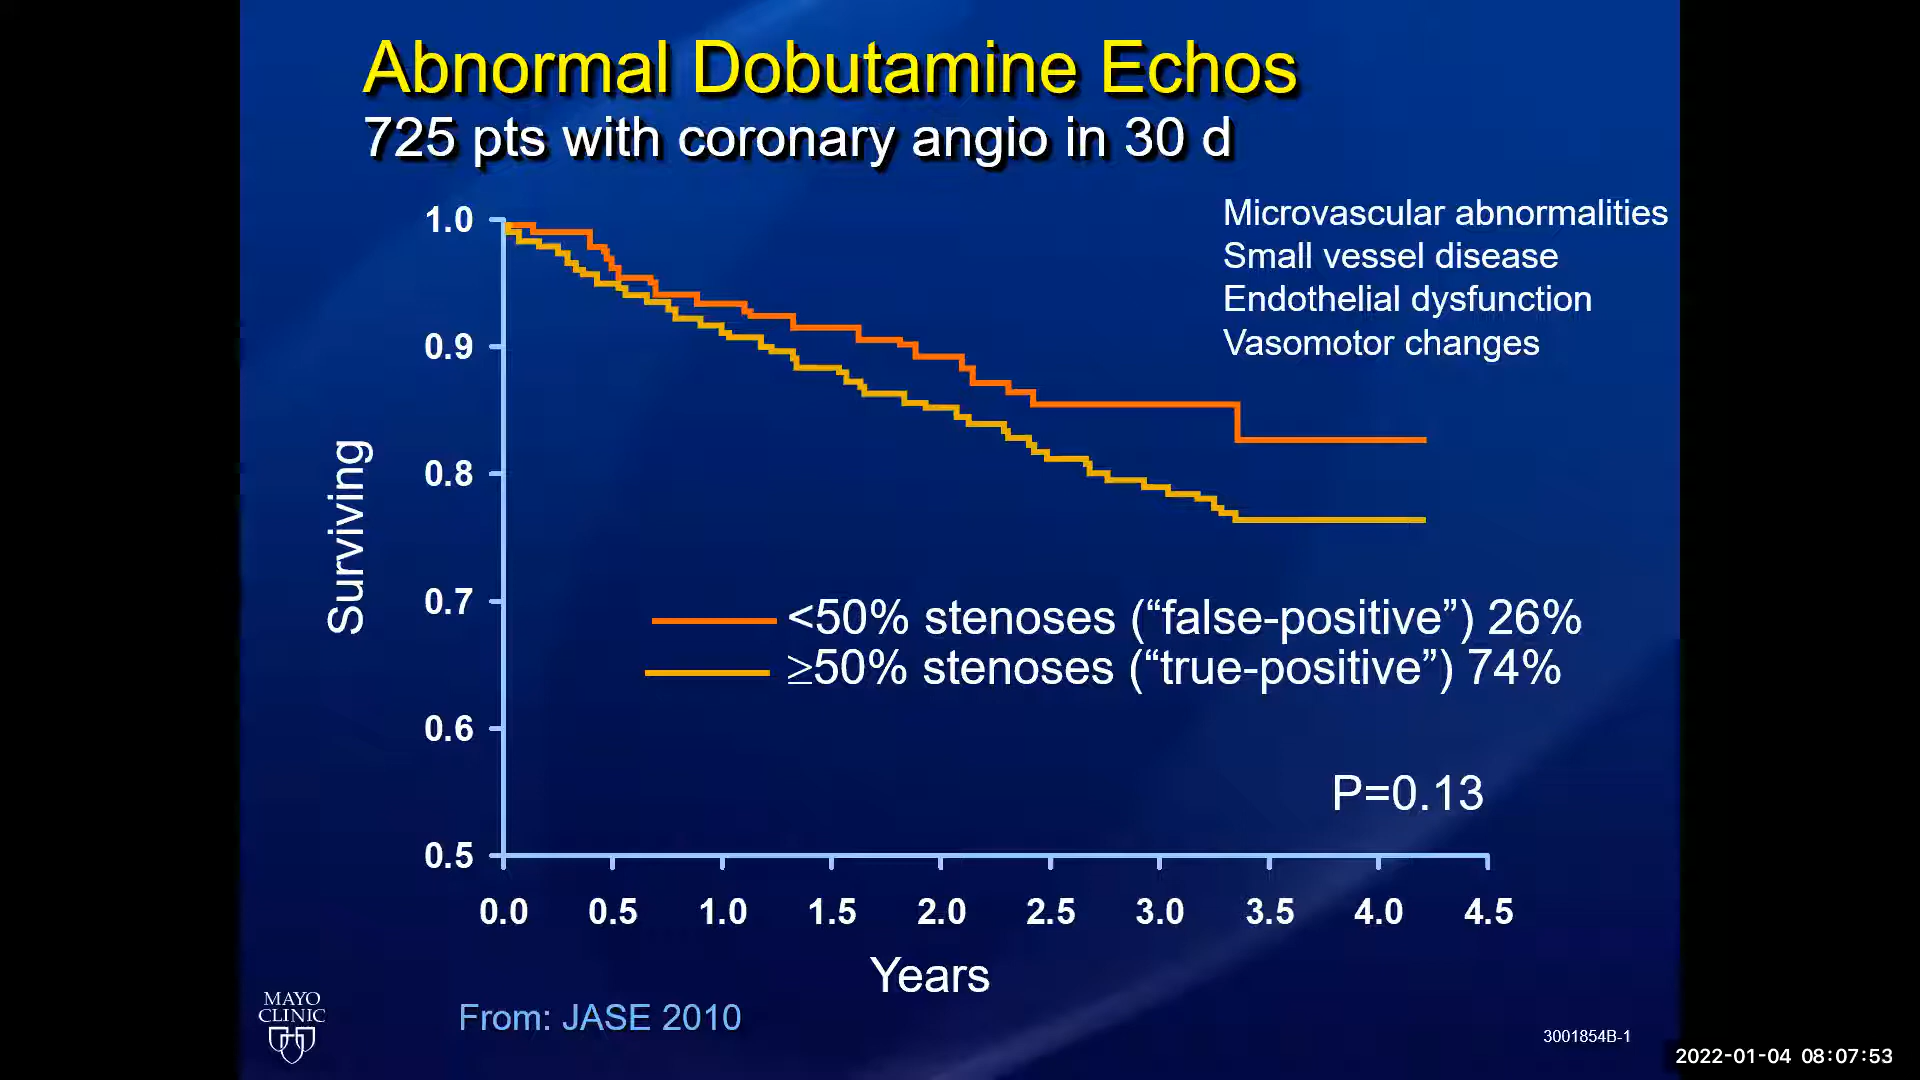 Abnormal Dobutamine Echos
725 pts with coronary angio in 30 d
Microvascular abnormalities
Small vessel disease
Endothelial dysfunction
Vasomotor changes
Surviving
1.0
0.9
0.8
0.7
0.6
0.5
<50% stenoses (“false-positive”) 26%
≥50% stenoses (“true-positive”) 74%
P=0.13
0.0 0.5 1.0 1.5 2.0 2.5 3.0 3.5 4.0 4.5
Years
MAYO
CLINIC
From: JASE 2010
3001854B-1
2022-01-04 08:07:53